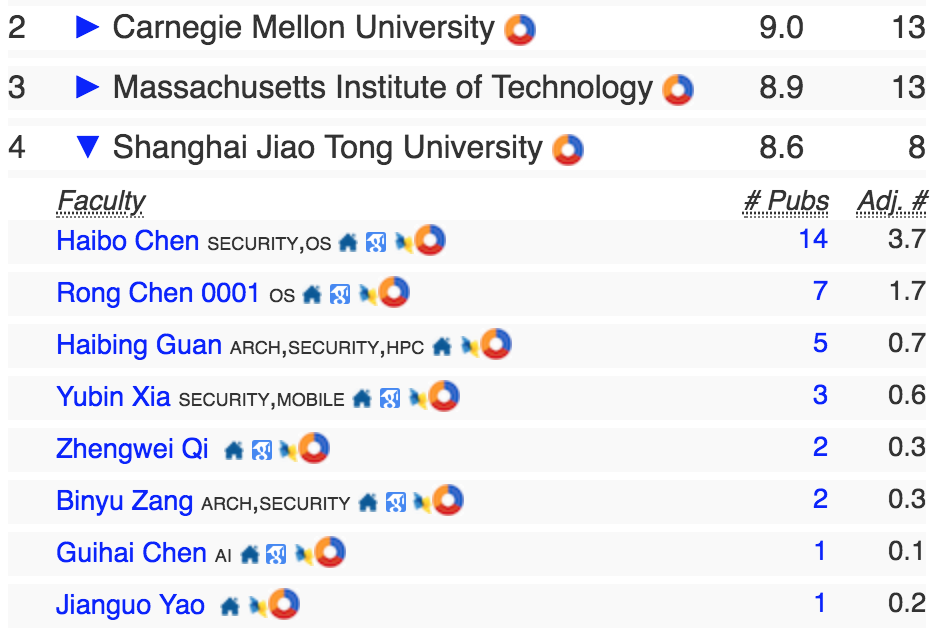 2 ► Carnegie Mellon University 9.0 13
3 ► Massachusetts Institute of Technology 8.9 13
4 ▼ Shanghai Jiao Tong University 8.6 8
Faculty # Pubs Adj. #
Haibo Chen SECURITY,OS 14 3.7
Rong Chen 0001 OS 7 1.7
Haibing Guan ARCH,SECURITY,HPC 5 0.7
Yubin Xia SECURITY,MOBILE 3 0.6
Zhengwei Qi 2 0.3
Binyu Zang ARCH,SECURITY 2 0.3
Guihai Chen AI 1 0.1
Jianguo Yao 1 0.2